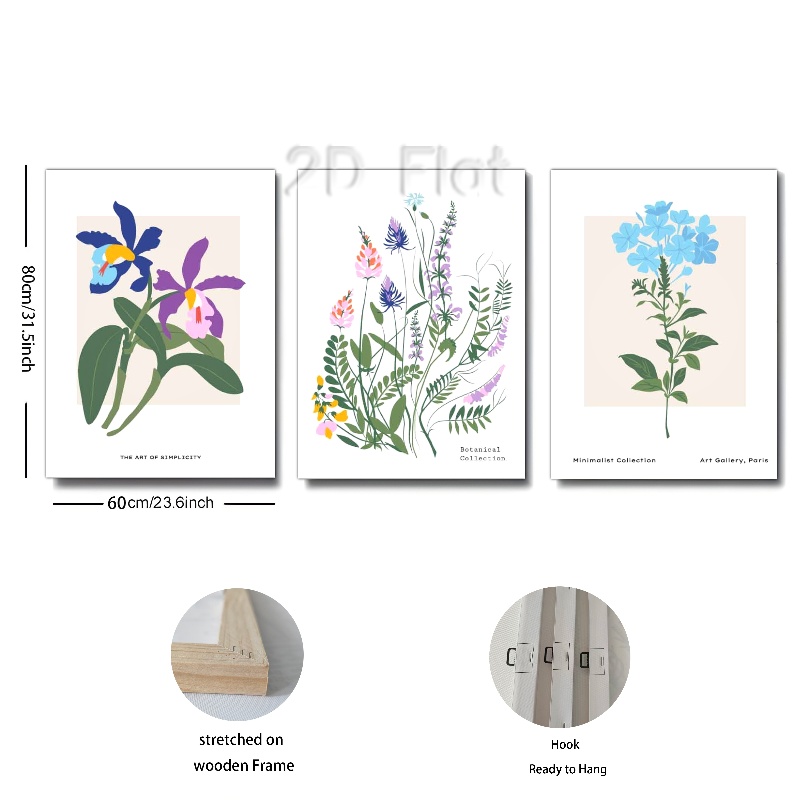 2D Flat
80cm/31.5inch
THE ART OF SIMPLICITY
Botanical
Collection
Minimalist Collection
Art Gallery, Paris
60cm/23.6inch
stretched on
wooden Frame
Hook
Ready to Hang